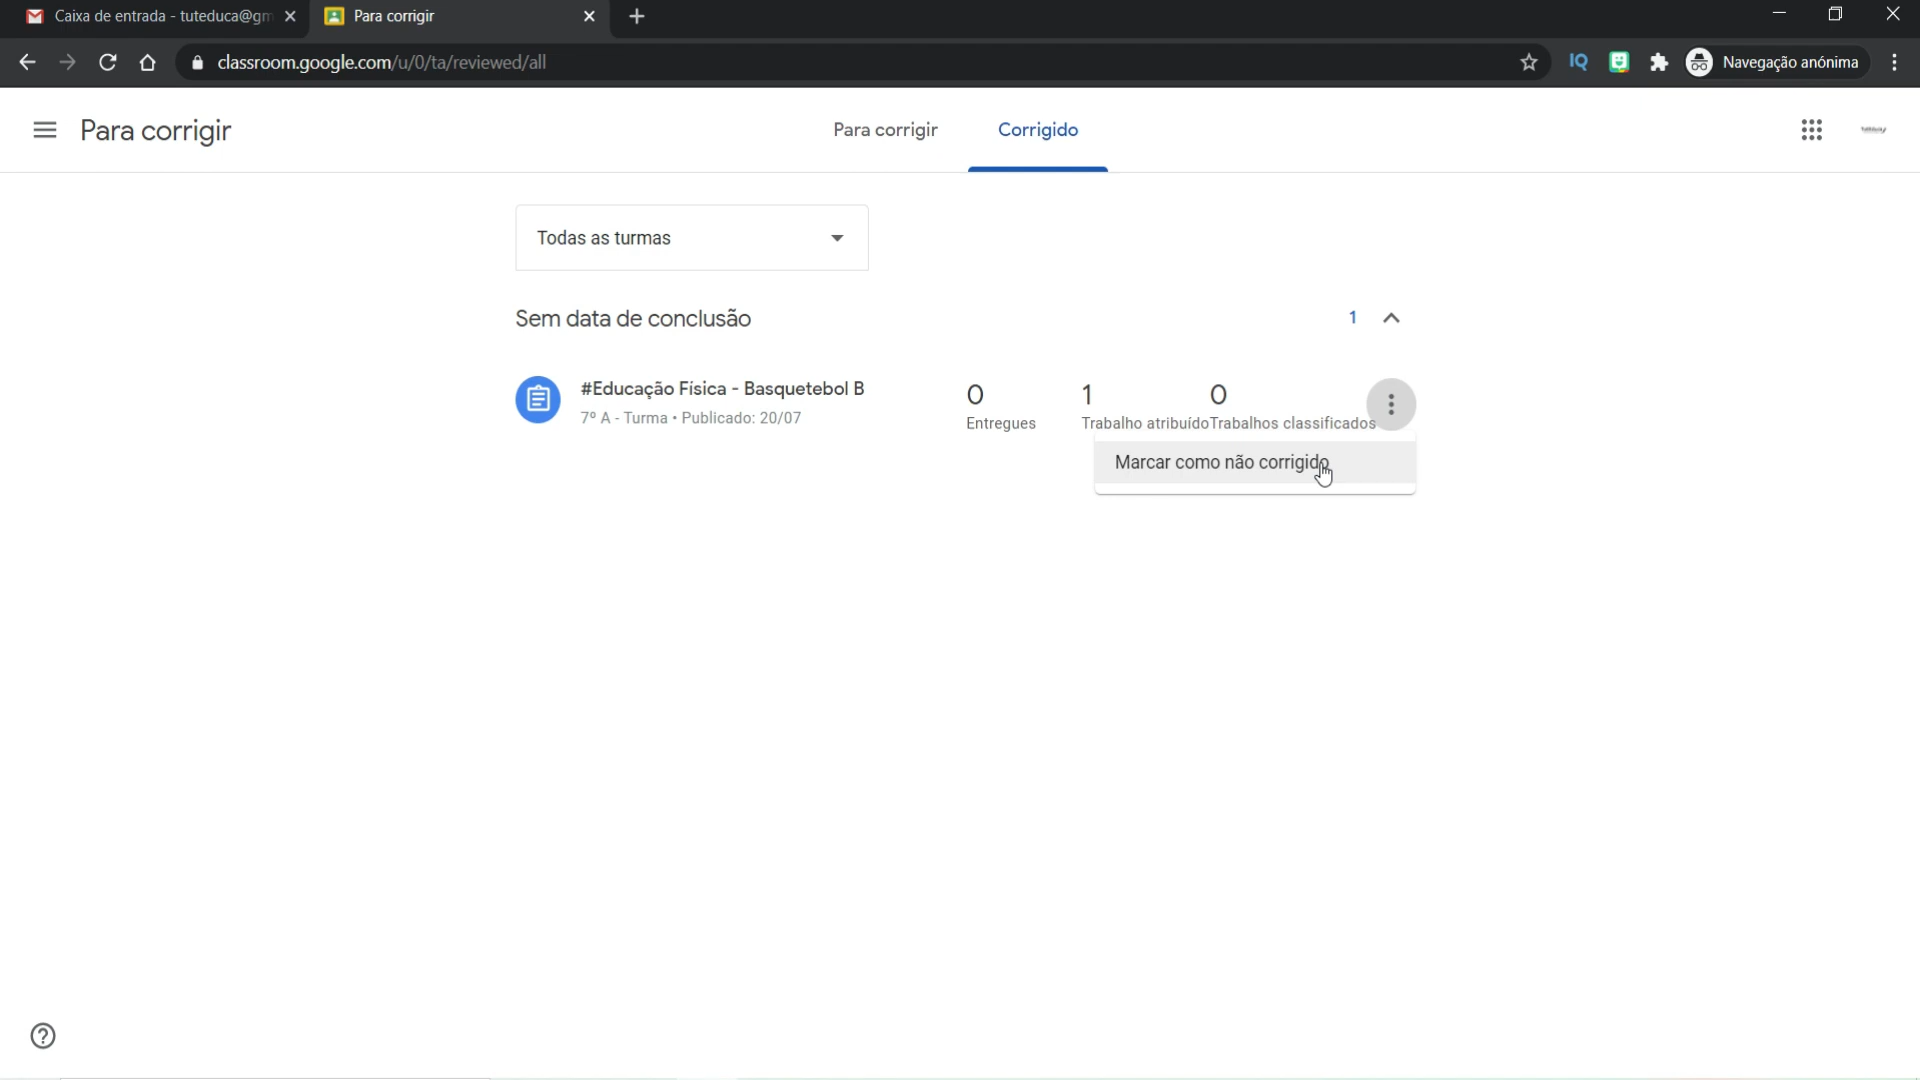 Caixa de entrada - tuteduca@gm
Para corrigir
classroom.google.com/u/0/ta/reviewed/all
IQ
Navegação anónima
Para corrigir
Para corrigir
Corrigido
Todas as turmas
Sem data de conclusão
1
#Educação Física - Basquetebol B
7º A - Turma • Publicado: 20/07
0
Entregues
1
Trabalho atribuído
0
Trabalhos classificados
Marcar como não corrigido